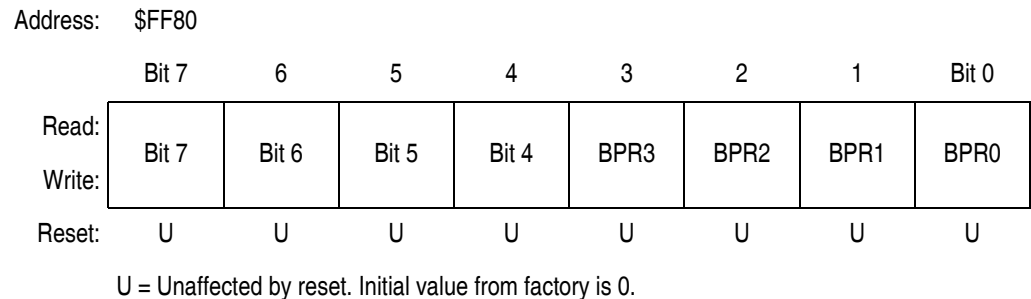 Address: $FF80
Bit 7 6 5 4 3 2 1 Bit 0
Read:
Bit 7 Bit 6 Bit 5 Bit 4 BPR3 BPR2 BPR1 BPR0
Write:
Reset: U U U U U U U U
U = Unaffected by reset. Initial value from factory is 0.